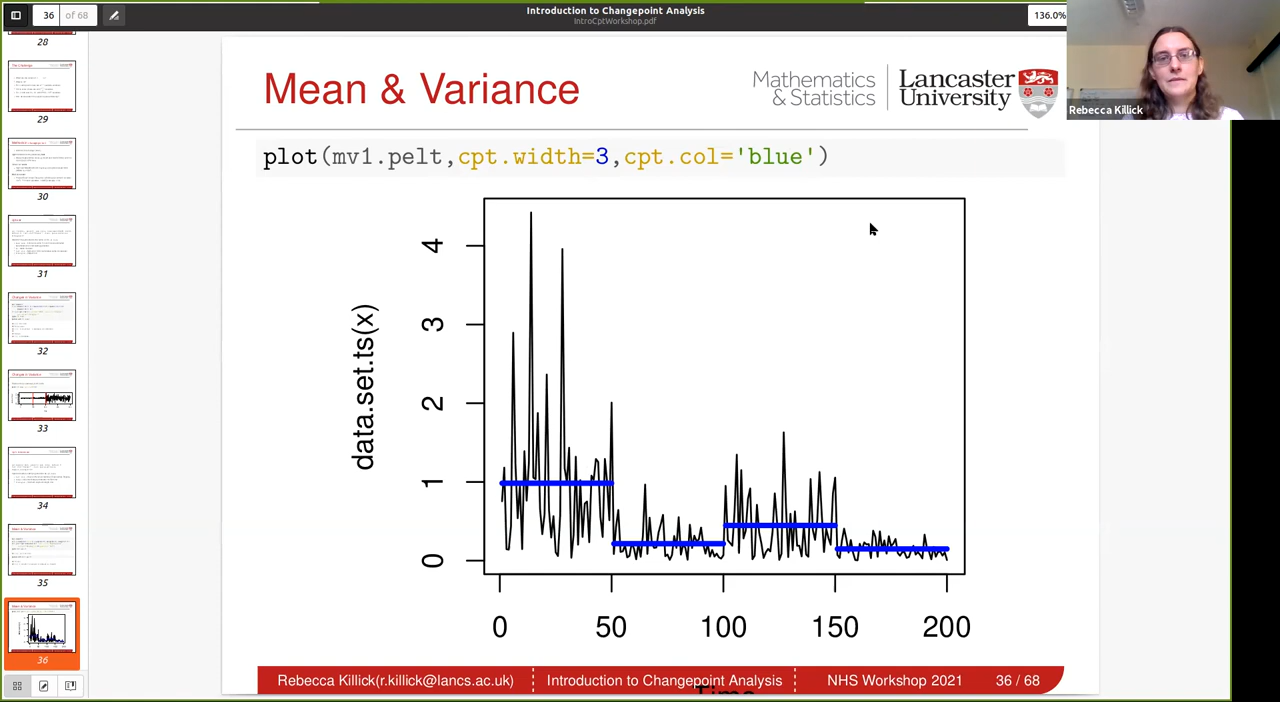 36 of 68
Introduction to Changepoint Analysis
IntroCptWorkshop.pdf
136.0%
Rebecca Killick
28
29
30
31
32
33
34
35
36
Mean & Variance
Mathematics
& Statistics
Lancaster
University
plot(mv1.pelt,cpt.width=3,cpt.col='blue')
data.set.ts(x)
4
3
2
1
0
0 50 100 150 200
Time
Rebecca Killick(r.killick@lancs.ac.uk) Introduction to Changepoint Analysis NHS Workshop 2021 36 / 68